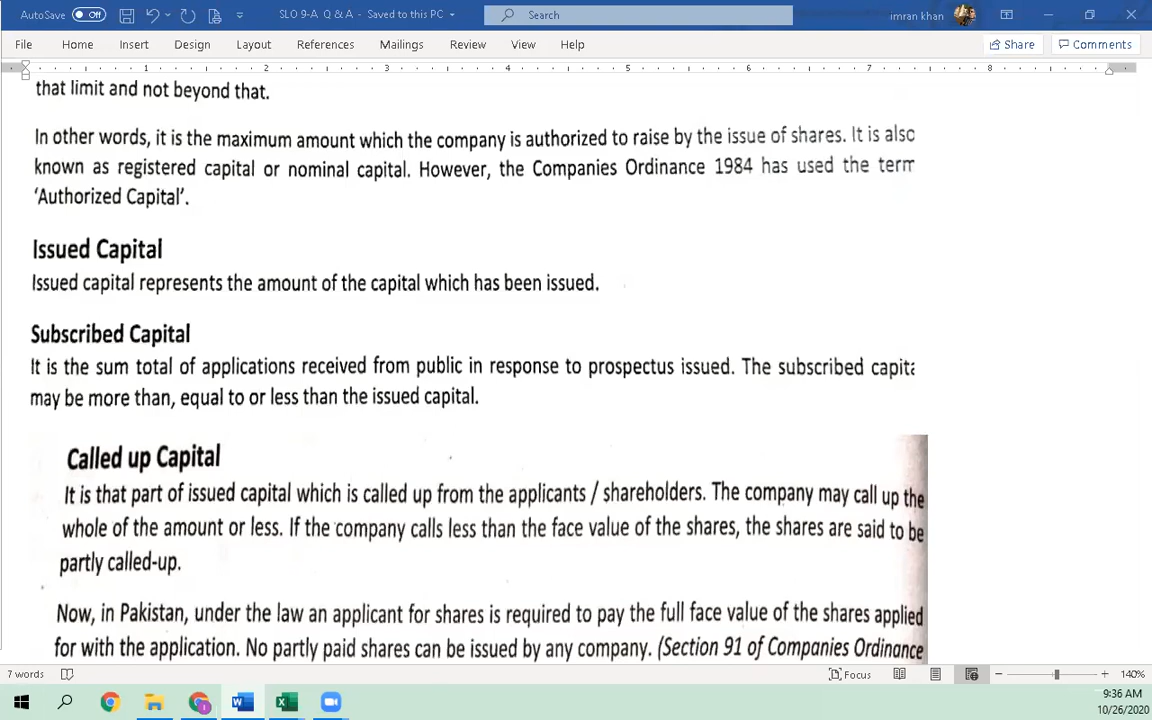 AutoSave Off SLO 9-A Q & A - Saved to this PC Search imran khan
File Home Insert Design Layout References Mailings Review View Help Share Comments
1 2 3 4 5 6 7 8
that limit and not beyond that.
In other words, it is the maximum amount which the company is authorized to raise by the issue of shares. It is also
known as registered capital or nominal capital. However, the Companies Ordinance 1984 has used the term
‘Authorized Capital’.
Issued Capital
Issued capital represents the amount of the capital which has been issued.
Subscribed Capital
It is the sum total of applications received from public in response to prospectus issued. The subscribed capita
may be more than, equal to or less than the issued capital.
Called up Capital
It is that part of issued capital which is called up from the applicants / shareholders. The company may call up the
whole of the amount or less. If the company calls less than the face value of the shares, the shares are said to be
partly called-up.
Now, in Pakistan, under the law an applicant for shares is required to pay the full face value of the shares applied
for with the application. No partly paid shares can be issued by any company. (Section 91 of Companies Ordinance
7 words Focus 140%
9:36 AM
10/26/2020